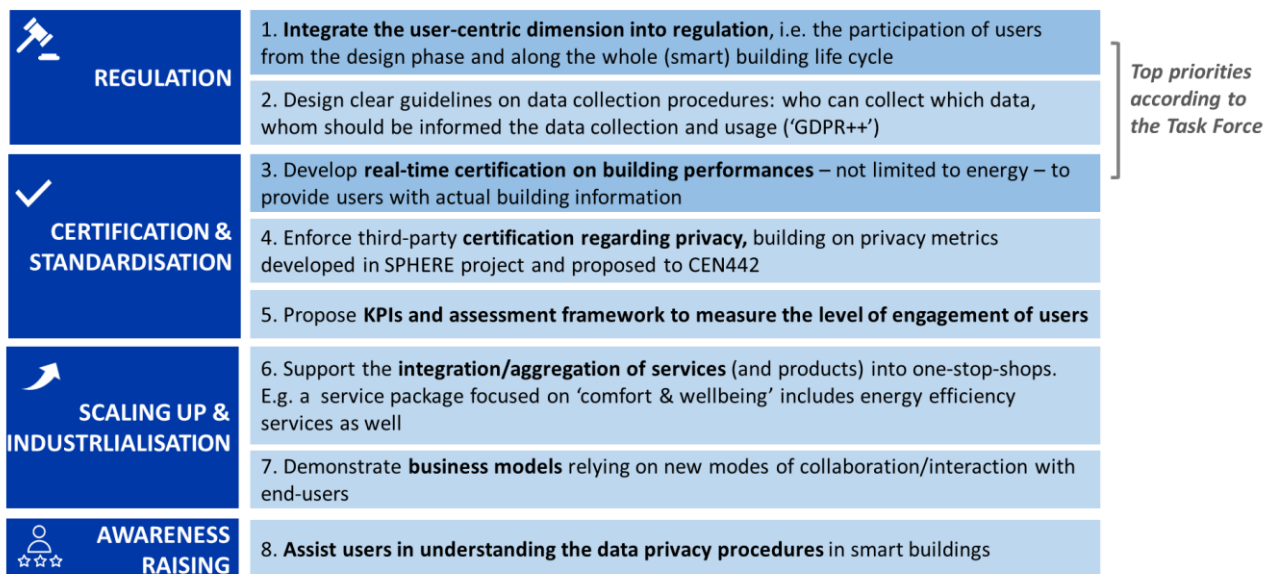 REGULATION
1. Integrate the user-centric dimension into regulation, i.e. the participation of users
from the design phase and along the whole (smart) building life cycle
2. Design clear guidelines on data collection procedures: who can collect which data,
whom should be informed the data collection and usage (‘GDPR++’)
Top priorities
according to
the Task Force
CERTIFICATION &
STANDARDISATION
3. Develop real-time certification on building performances – not limited to energy – to
provide users with actual building information
4. Enforce third-party certification regarding privacy, building on privacy metrics
developed in SPHERE project and proposed to CEN442
5. Propose KPIs and assessment framework to measure the level of engagement of users
SCALING UP &
INDUSTRLIALISATION
6. Support the integration/aggregation of services (and products) into one-stop-shops.
E.g. a service package focused on ‘comfort & wellbeing’ includes energy efficiency
services as well
7. Demonstrate business models relying on new modes of collaboration/interaction with
end-users
AWARENESS
RAISING
8. Assist users in understanding the data privacy procedures in smart buildings